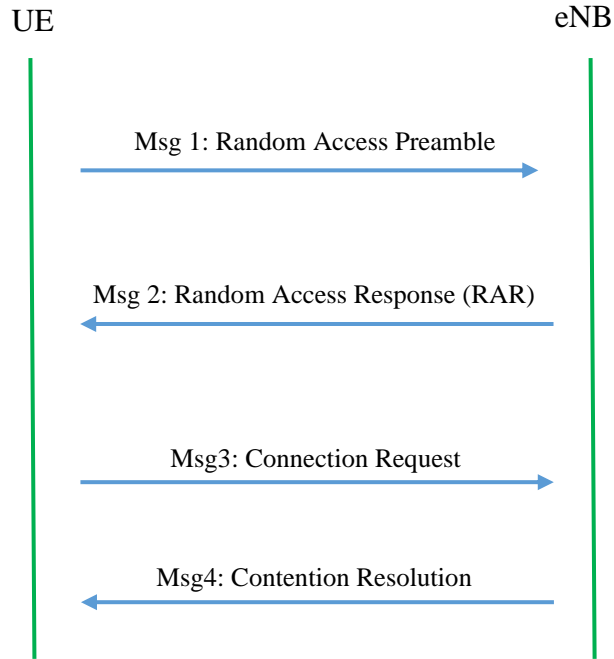 UE
eNB
Msg 1: Random Access Preamble
Msg 2: Random Access Response (RAR)
Msg3: Connection Request
Msg4: Contention Resolution